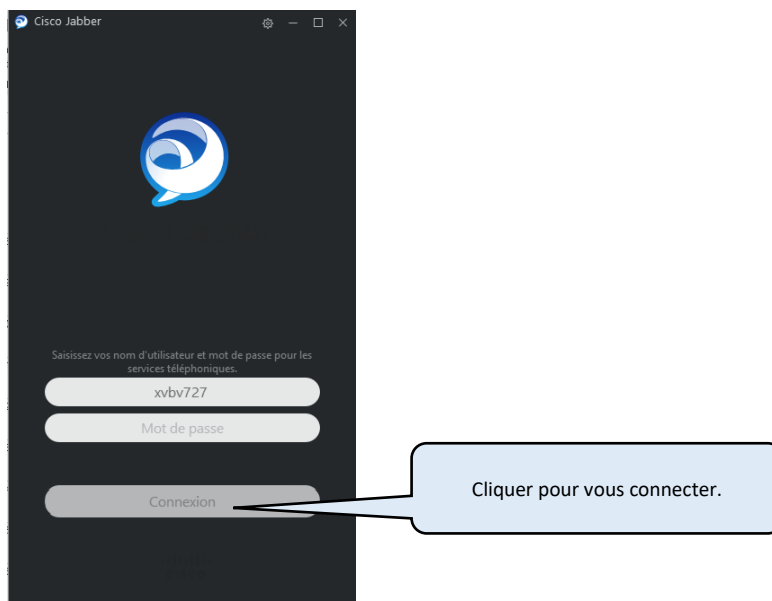 Cisco Jabber
Saisissez vos nom d'utilisateur et mot de passe pour les
services téléphoniques.
xvbv727
Mot de passe
Connexion
Cliquer pour vous connecter.